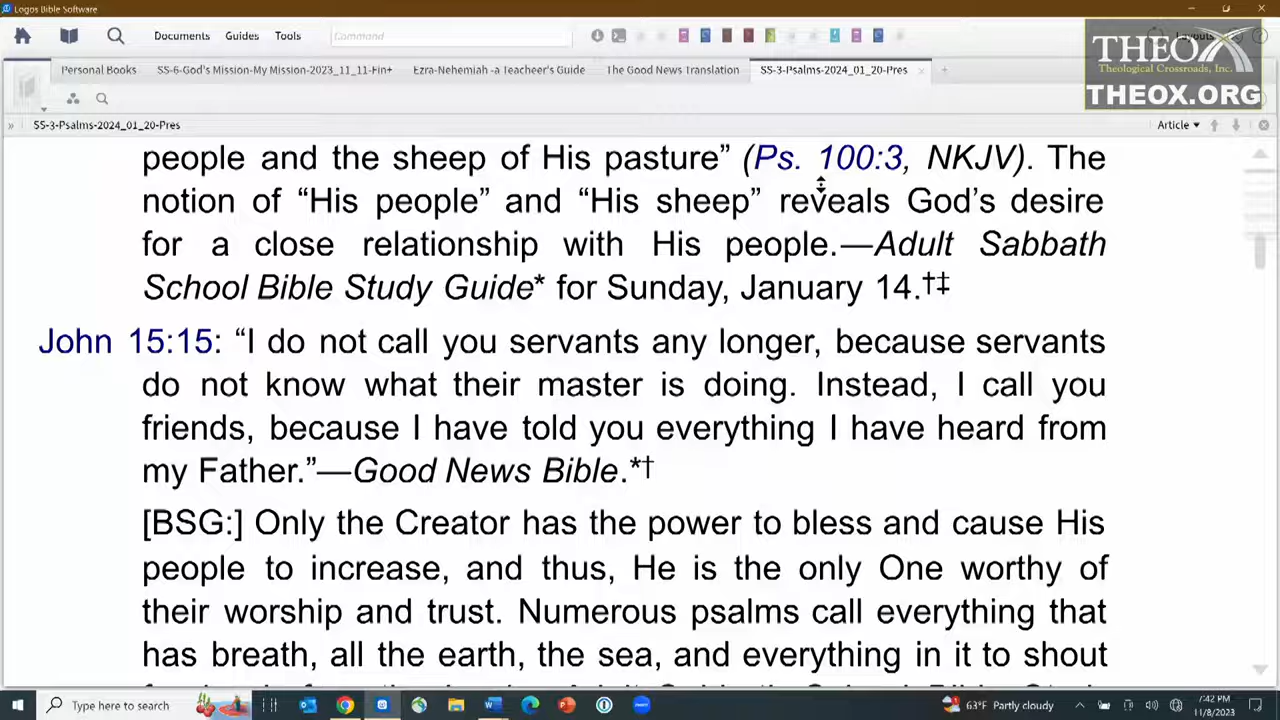 Logos Bible Software
Documents Guides Tools Command Layouts
THEOX
Theological Crossroads, Inc.
THEOX.ORG
Personal Books SS-6-God's Mission-My Mission-2023_11_11-Fin+ The Good News Translation SS-3-Psalms-2024_01_20-Pres
SS-3-Psalms-2024_01_20-Pres Article
people and the sheep of His pasture” (Ps. 100:3, NKJV). The
notion of “His people” and “His sheep” reveals God’s desire
for a close relationship with His people.—Adult Sabbath
School Bible Study Guide* for Sunday, January 14.†‡
John 15:15: “I do not call you servants any longer, because servants
do not know what their master is doing. Instead, I call you
friends, because I have told you everything I have heard from
my Father.”—Good News Bible.*†
[BSG:] Only the Creator has the power to bless and cause His
people to increase, and thus, He is the only One worthy of
their worship and trust. Numerous psalms call everything that
has breath, all the earth, the sea, and everything in it to shout
Type here to search
63°F Partly cloudy
7:42 PM
11/8/2023